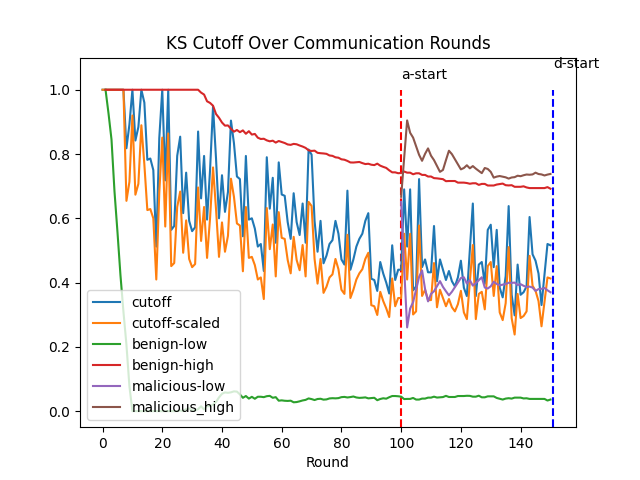 KS Cutoff Over Communication Rounds
d-start
a-start
1.0
0.8
0.6
0.4
0.2
0.0
cutoff
cutoff-scaled
benign-low
benign-high
malicious-low
malicious_high
0 20 40 60 80 100 120 140
Round